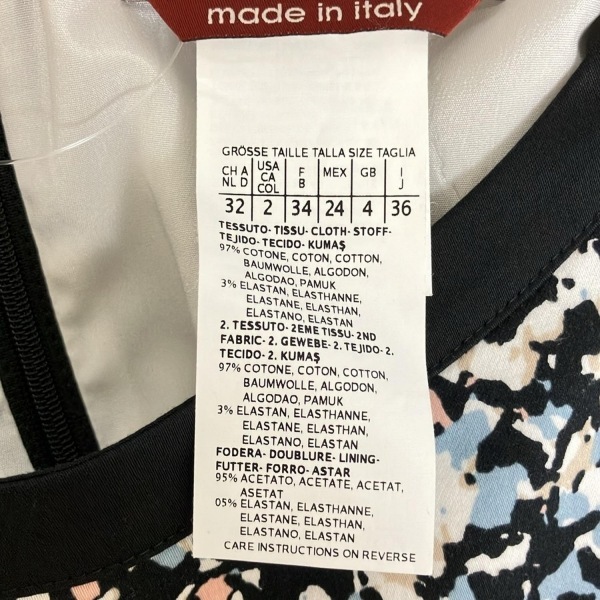 made in italy
GRÖSSE TAILLE TALLA SIZE TAGLIA
CH A NL D USA CA COL F B MEX GB I J
32 2 34 24 4 36
TESSUTO- TISSU- CLOTH- STOFF-
TEJIDO- TECIDO- KUMAŞ
97% COTONE, COTON, COTTON,
BAUMWOLLE, ALGODON,
ALGODAO, PAMUK
3% ELASTAN, ELASTHANNE,
ELASTANE, ELASTHAN,
ELASTANO, ELASTAN
2. TESSUTO- 2EME TISSU- 2ND
FABRIC- 2. GEWEBE- 2. TEJIDO- 2.
TECIDO- 2. KUMAŞ
97% COTONE, COTON, COTTON,
BAUMWOLLE, ALGODON,
ALGODAO, PAMUK
3% ELASTAN, ELASTHANNE,
ELASTANE, ELASTHAN,
ELASTANO, ELASTAN
FODERA- DOUBLURE- LINING-
FUTTER- FORRO- ASTAR
95% ACETATO, ACETATE, ACETAT,
ASETAT
05% ELASTAN, ELASTHANNE,
ELASTANE, ELASTHAN,
ELASTANO, ELASTAN
CARE INSTRUCTIONS ON REVERSE